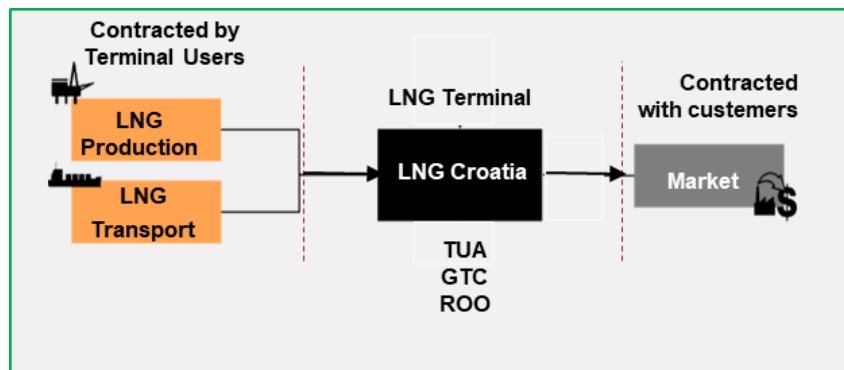 Contracted by
Terminal Users
LNG
Production
LNG
Transport
LNG Terminal
LNG Croatia
TUA
GTC
ROO
Contracted
with custemers
Market
$